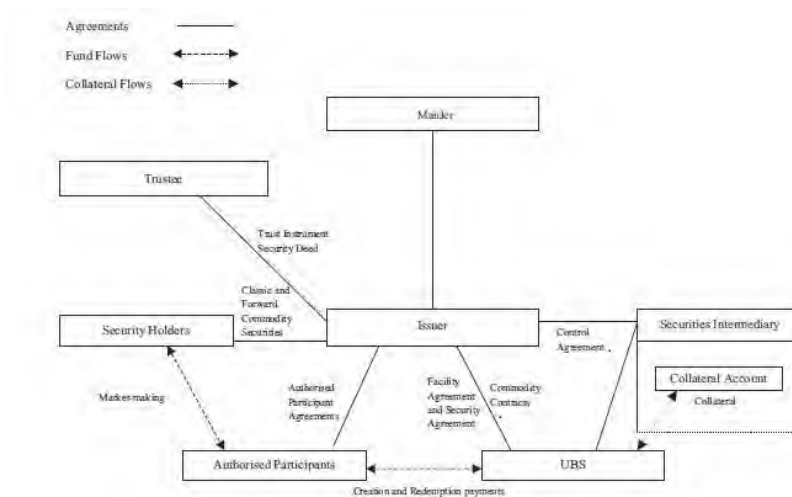 Agreements
Fund Flows
Collateral Flows
Manler
Trustee
Trust Instrument
Security Deed
Classic and
Forward
Commodity
Securities
Security Holders
Issuer
Control
Agreement
Securities Intermediary
Collateral Account
Collateral
Market-making
Authorised
Participant
Agreements
Facility
Agreement
and Security
Agreement
Commodity
Contracts
Authorised Participants
UBS
Creation and Redemption payments